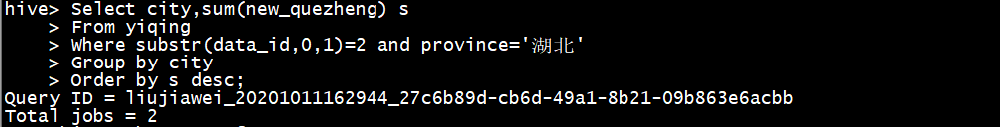 hive> Select city,sum(new_quezheng) s
    > From yiqing
    > Where substr(data_id,0,1)=2 and province='湖北'
    > Group by city
    > Order by s desc;
Query ID = liujiawei_20201011162944_27c6b89d-cb6d-49a1-8b21-09b863e6acbb
Total jobs = 2